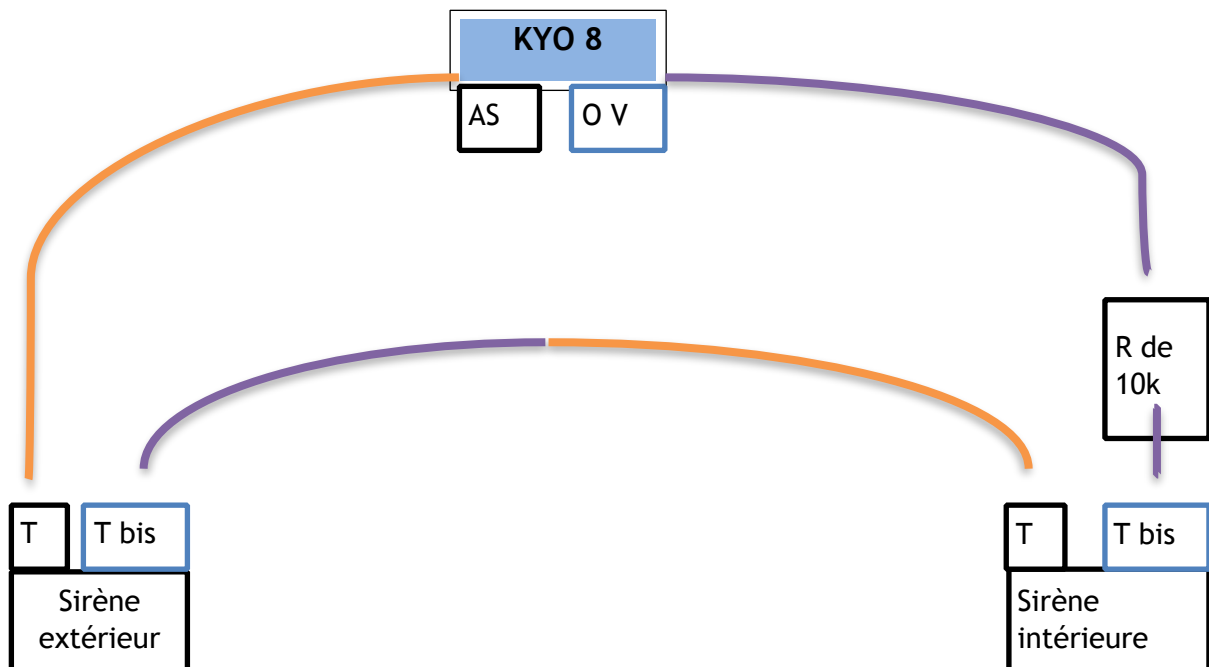 KYO 8
AS
O V
R de
10k
T
T bis
T
T bis
Sirène
extérieur
Sirène
intérieure